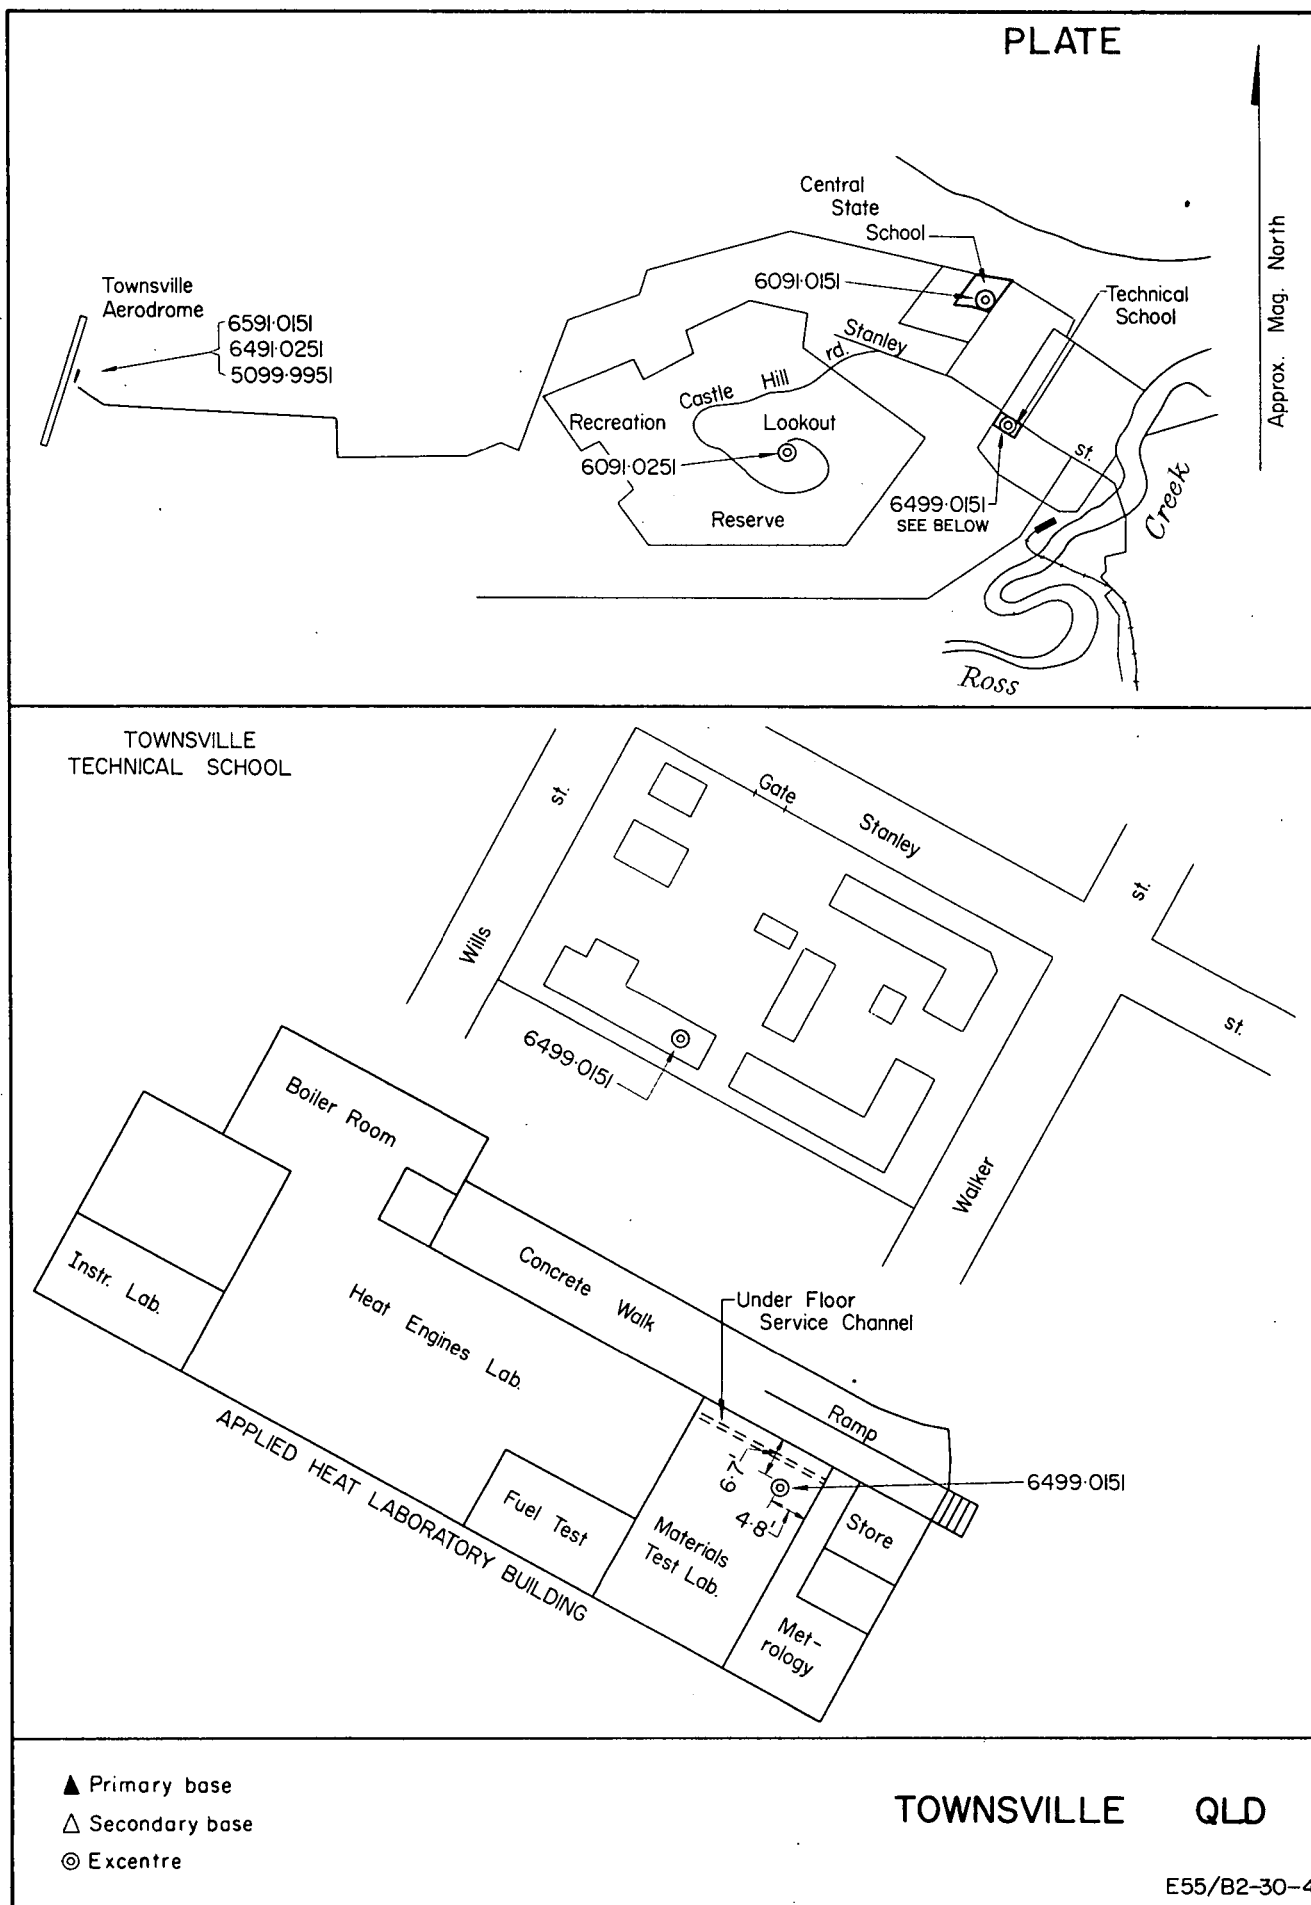 PLATE
Central
State
School
6091·0151
Technical
School
Approx. Mag. North
Townsville
Aerodrome
6591·0151
6491·0251
5099·9951
Stanley
rd.
Hill
Castle
Recreation
Lookout
6091·0251
Reserve
6499·0151
SEE BELOW
st.
Creek
Ross
TOWNSVILLE
TECHNICAL SCHOOL
st.
Gate
Stanley
st.
Wills
st.
6499·0151
Walker
Boiler Room
Instr. Lab.
Concrete Walk
Heat Engines Lab.
Under Floor
Service Channel
Ramp
6·7'
6499·0151
4·8'
Store
Fuel Test
Materials
Test Lab.
Met-
rology
APPLIED HEAT LABORATORY BUILDING
Primary base
Secondary base
Excentre
TOWNSVILLE QLD
E55/B2-30-4